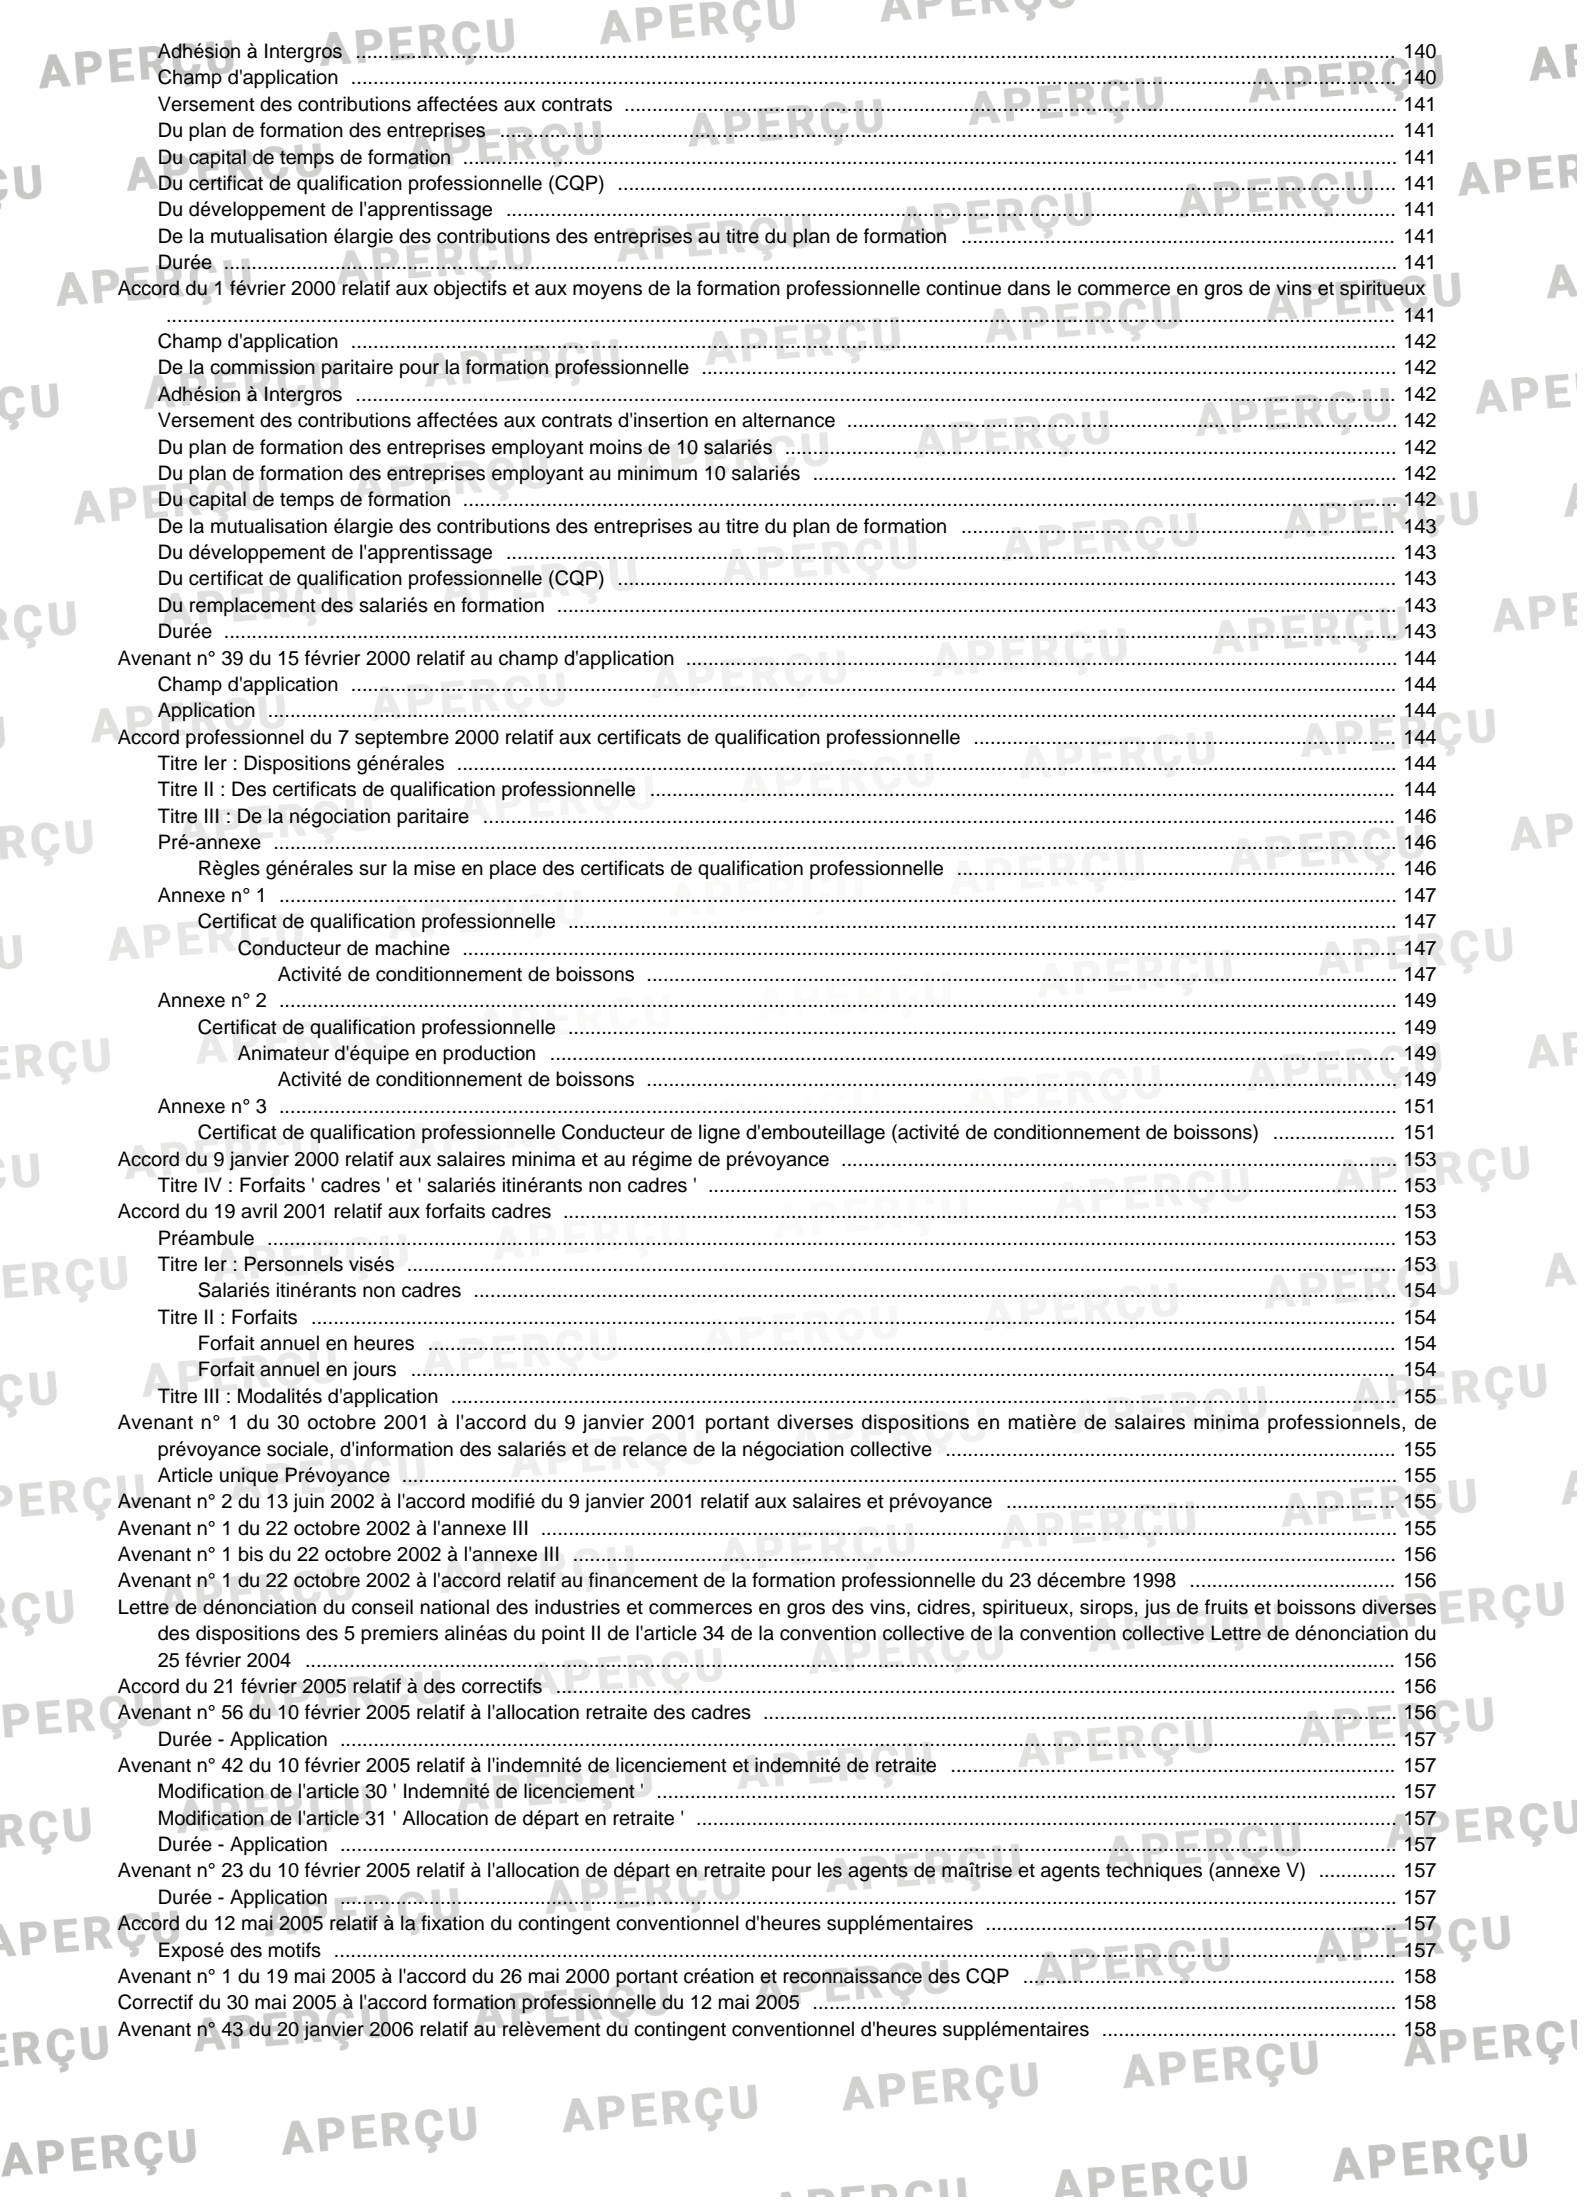 Adhésion à Intergros ........ 140
Champ d'application ........ 140
Versement des contributions affectées aux contrats ........ 141
Du plan de formation des entreprises ........ 141
Du capital de temps de formation ........ 141
Du certificat de qualification professionnelle (CQP) ........ 141
Du développement de l'apprentissage ........ 141
De la mutualisation élargie des contributions des entreprises au titre du plan de formation ........ 141
Durée ........ 141
Accord du 1 février 2000 relatif aux objectifs et aux moyens de la formation professionnelle continue dans le commerce en gros de vins et spiritueux
........ 141
Champ d'application ........ 142
De la commission paritaire pour la formation professionnelle ........ 142
Adhésion à Intergros ........ 142
Versement des contributions affectées aux contrats d'insertion en alternance ........ 142
Du plan de formation des entreprises employant moins de 10 salariés ........ 142
Du plan de formation des entreprises employant au minimum 10 salariés ........ 142
Du capital de temps de formation ........ 142
De la mutualisation élargie des contributions des entreprises au titre du plan de formation ........ 143
Du développement de l'apprentissage ........ 143
Du certificat de qualification professionnelle (CQP) ........ 143
Du remplacement des salariés en formation ........ 143
Durée ........ 143
Avenant n° 39 du 15 février 2000 relatif au champ d'application ........ 144
Champ d'application ........ 144
Application ........ 144
Accord professionnel du 7 septembre 2000 relatif aux certificats de qualification professionnelle ........ 144
Titre Ier : Dispositions générales ........ 144
Titre II : Des certificats de qualification professionnelle ........ 144
Titre III : De la négociation paritaire ........ 146
Pré-annexe ........ 146
Règles générales sur la mise en place des certificats de qualification professionnelle ........ 146
Annexe n° 1 ........ 147
Certificat de qualification professionnelle ........ 147
Conducteur de machine ........ 147
Activité de conditionnement de boissons ........ 147
Annexe n° 2 ........ 149
Certificat de qualification professionnelle ........ 149
Animateur d'équipe en production ........ 149
Activité de conditionnement de boissons ........ 149
Annexe n° 3 ........ 151
Certificat de qualification professionnelle Conducteur de ligne d'embouteillage (activité de conditionnement de boissons) ........ 151
Accord du 9 janvier 2000 relatif aux salaires minima et au régime de prévoyance ........ 153
Titre IV : Forfaits ' cadres ' et ' salariés itinérants non cadres ' ........ 153
Accord du 19 avril 2001 relatif aux forfaits cadres ........ 153
Préambule ........ 153
Titre Ier : Personnels visés ........ 153
Salariés itinérants non cadres ........ 154
Titre II : Forfaits ........ 154
Forfait annuel en heures ........ 154
Forfait annuel en jours ........ 154
Titre III : Modalités d'application ........ 155
Avenant n° 1 du 30 octobre 2001 à l'accord du 9 janvier 2001 portant diverses dispositions en matière de salaires minima professionnels, de
prévoyance sociale, d'information des salariés et de relance de la négociation collective ........ 155
Article unique Prévoyance ........ 155
Avenant n° 2 du 13 juin 2002 à l'accord modifié du 9 janvier 2001 relatif aux salaires et prévoyance ........ 155
Avenant n° 1 du 22 octobre 2002 à l'annexe III ........ 155
Avenant n° 1 bis du 22 octobre 2002 à l'annexe III ........ 156
Avenant n° 1 du 22 octobre 2002 à l'accord relatif au financement de la formation professionnelle du 23 décembre 1998 ........ 156
Lettre de dénonciation du conseil national des industries et commerces en gros des vins, cidres, spiritueux, sirops, jus de fruits et boissons diverses
des dispositions des 5 premiers alinéas du point II de l'article 34 de la convention collective de la convention collective Lettre de dénonciation du
25 février 2004 ........ 156
Accord du 21 février 2005 relatif à des correctifs ........ 156
Avenant n° 56 du 10 février 2005 relatif à l'allocation retraite des cadres ........ 156
Durée - Application ........ 157
Avenant n° 42 du 10 février 2005 relatif à l'indemnité de licenciement et indemnité de retraite ........ 157
Modification de l'article 30 ' Indemnité de licenciement ' ........ 157
Modification de l'article 31 ' Allocation de départ en retraite ' ........ 157
Durée - Application ........ 157
Avenant n° 23 du 10 février 2005 relatif à l'allocation de départ en retraite pour les agents de maîtrise et agents techniques (annexe V) ........ 157
Durée - Application ........ 157
Accord du 12 mai 2005 relatif à la fixation du contingent conventionnel d'heures supplémentaires ........ 157
Exposé des motifs ........ 157
Avenant n° 1 du 19 mai 2005 à l'accord du 26 mai 2000 portant création et reconnaissance des CQP ........ 158
Correctif du 30 mai 2005 à l'accord formation professionnelle du 12 mai 2005 ........ 158
Avenant n° 43 du 20 janvier 2006 relatif au relèvement du contingent conventionnel d'heures supplémentaires ........ 158
APERÇU